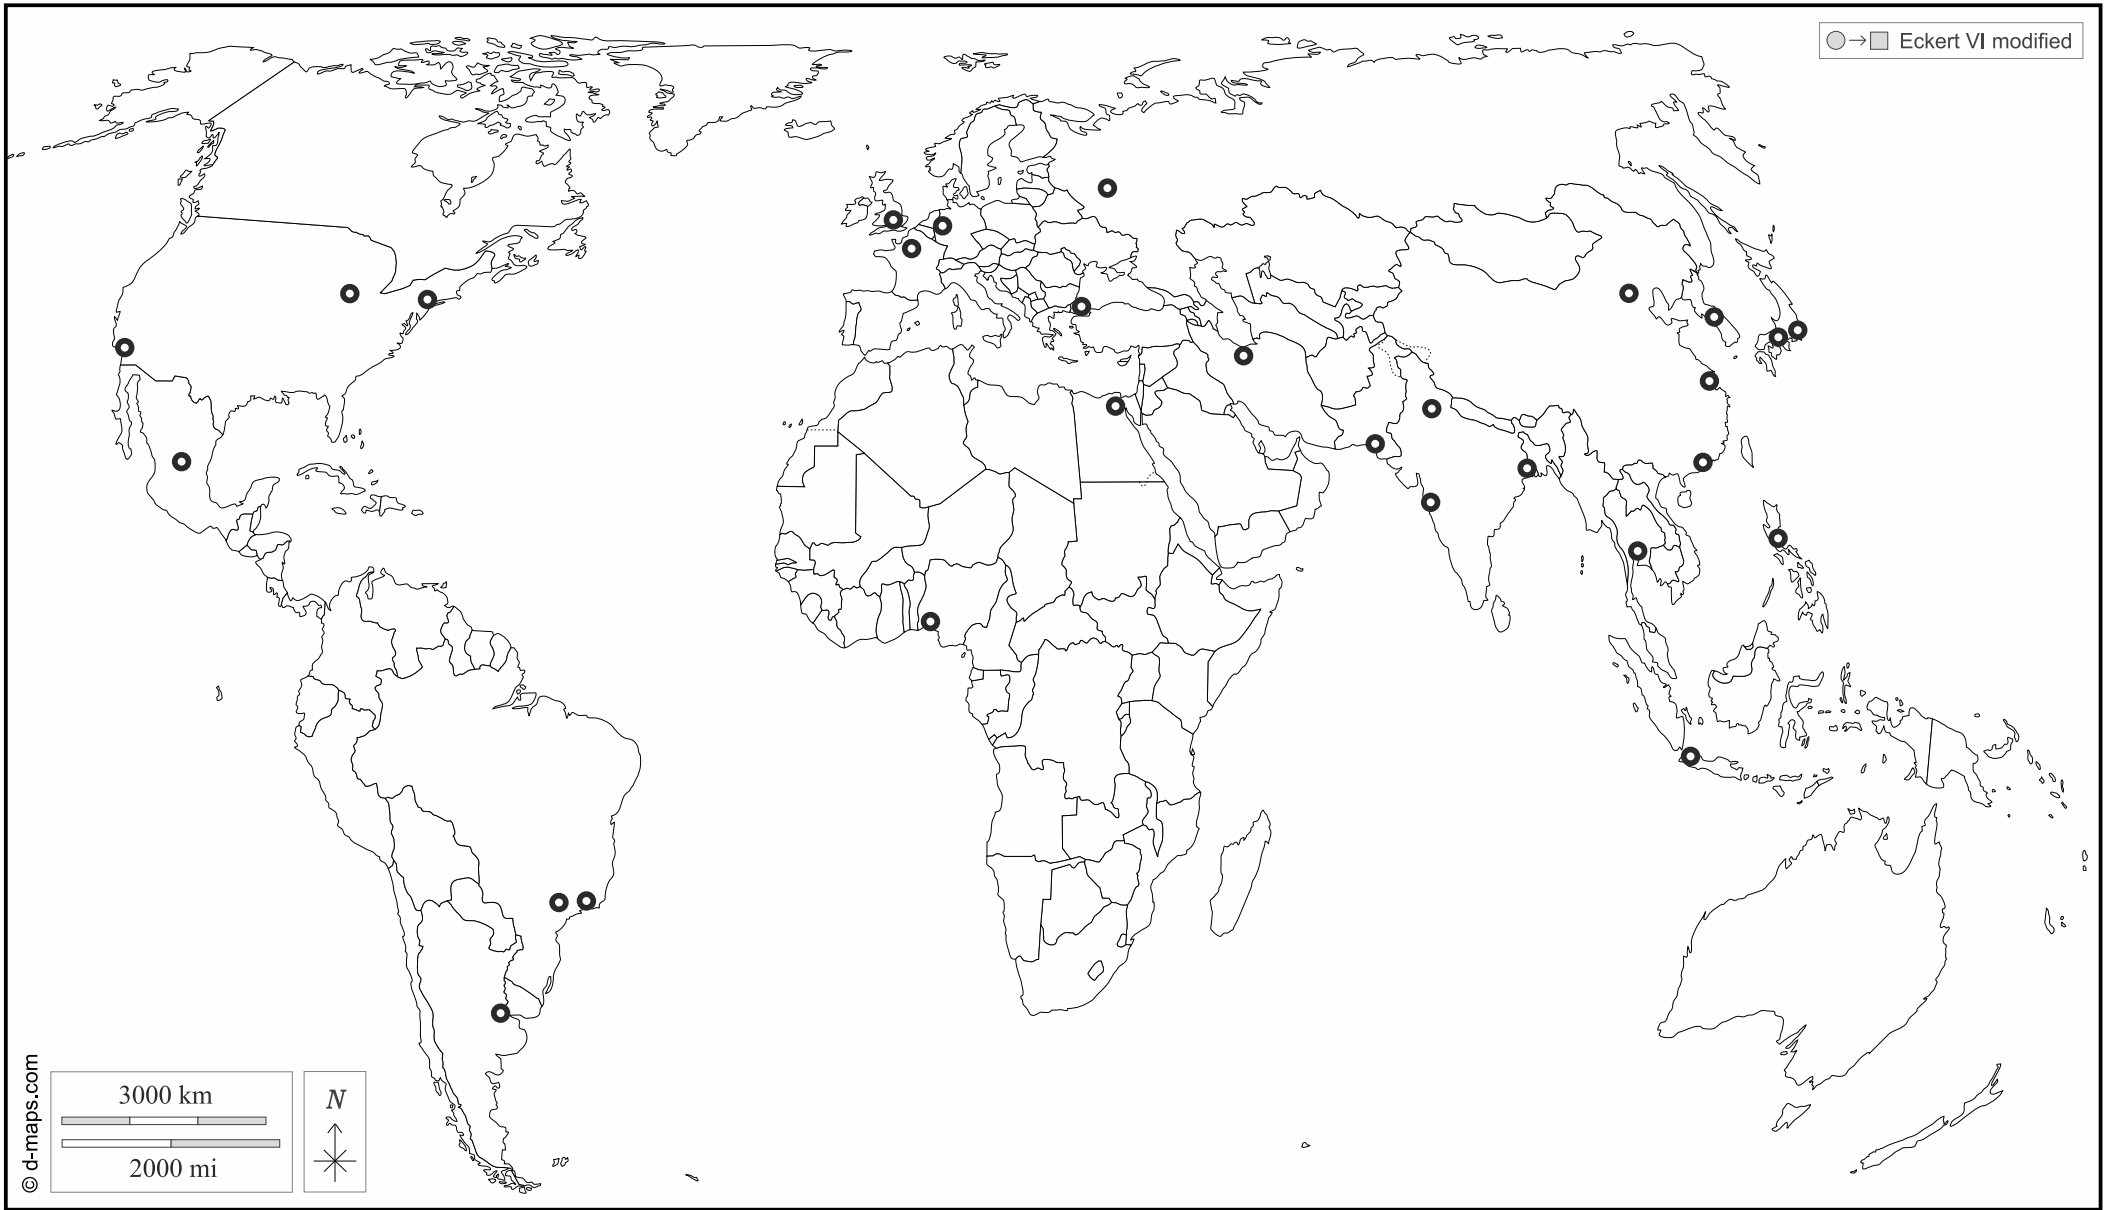 ○→□ Eckert VI modified
© d-maps.com
3000 km
2000 mi
N